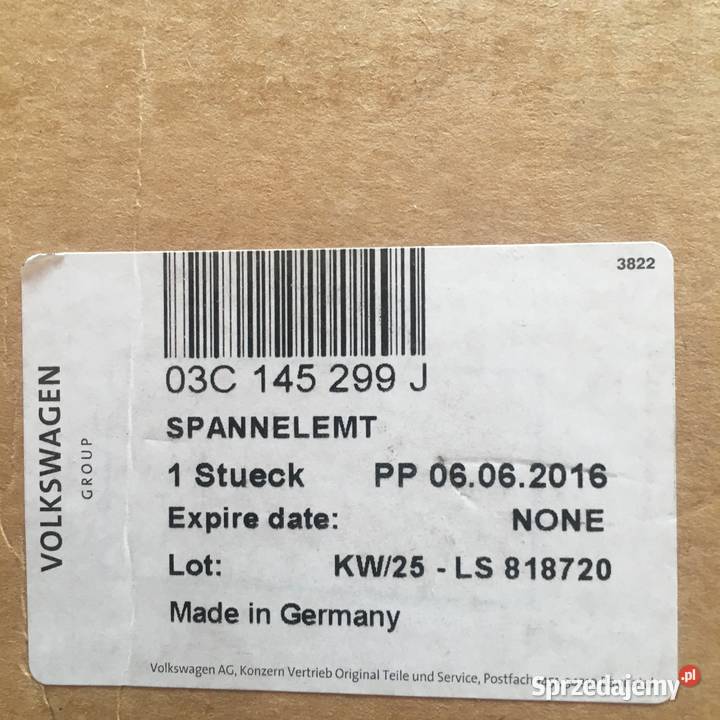 3822
VOLKSWAGEN
GROUP
03C 145 299 J
SPANNELEMT
1 Stueck PP 06.06.2016
Expire date: NONE
Lot: KW/25 - LS 818720
Made in Germany
Volkswagen AG, Konzern Vertrieb Original Teile und Service, Postfach
Sprzedajemy.pl